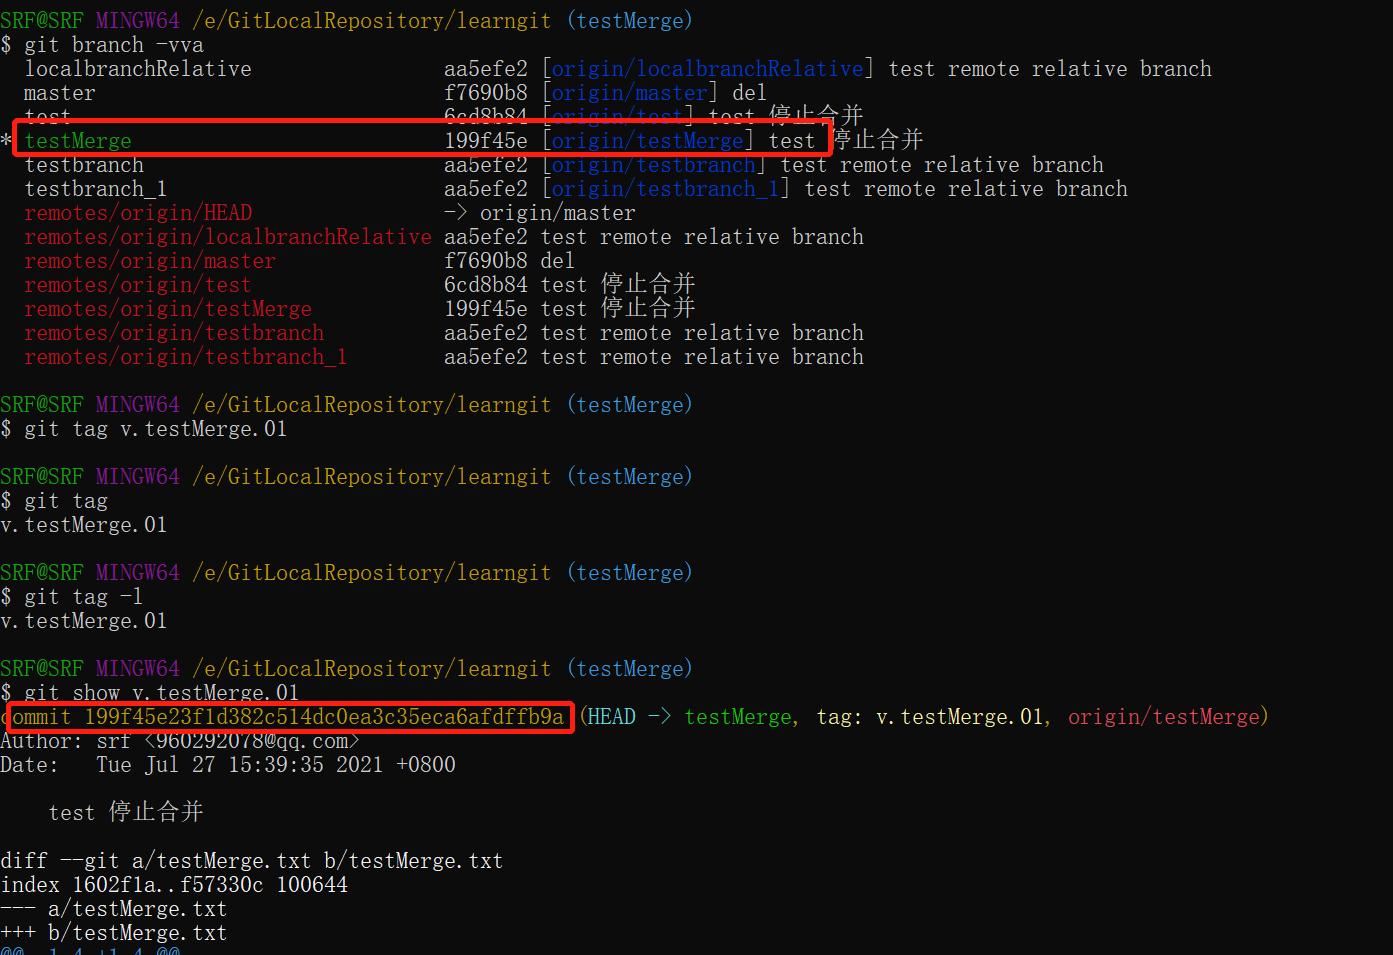 SRF@SRF MINGW64 /e/GitLocalRepository/learngit (testMerge)
$ git branch -vva
localbranchRelative aa5efe2 [origin/localbranchRelative] test remote relative branch
master f7690b8 [origin/master] del
test 6cd8b84 [origin/test] test 停止合并
* testMerge 199f45e [origin/testMerge] test 停止合并
testbranch aa5efe2 [origin/testbranch] test remote relative branch
testbranch_1 aa5efe2 [origin/testbranch_1] test remote relative branch
remotes/origin/HEAD -> origin/master
remotes/origin/localbranchRelative aa5efe2 test remote relative branch
remotes/origin/master f7690b8 del
remotes/origin/test 6cd8b84 test 停止合并
remotes/origin/testMerge 199f45e test 停止合并
remotes/origin/testbranch aa5efe2 test remote relative branch
remotes/origin/testbranch_1 aa5efe2 test remote relative branch
SRF@SRF MINGW64 /e/GitLocalRepository/learngit (testMerge)
$ git tag v.testMerge.01
SRF@SRF MINGW64 /e/GitLocalRepository/learngit (testMerge)
$ git tag
v.testMerge.01
SRF@SRF MINGW64 /e/GitLocalRepository/learngit (testMerge)
$ git tag -l
v.testMerge.01
SRF@SRF MINGW64 /e/GitLocalRepository/learngit (testMerge)
$ git show v.testMerge.01
commit 199f45e23f1d382c514dc0ea3c35eca6afdffb9a (HEAD -> testMerge, tag: v.testMerge.01, origin/testMerge)
Author: srf <960292078@qq.com>
Date: Tue Jul 27 15:39:35 2021 +0800
test 停止合并
diff --git a/testMerge.txt b/testMerge.txt
index 1602f1a..f57330c 100644
--- a/testMerge.txt
+++ b/testMerge.txt
@@ -1,4 +1,4 @@